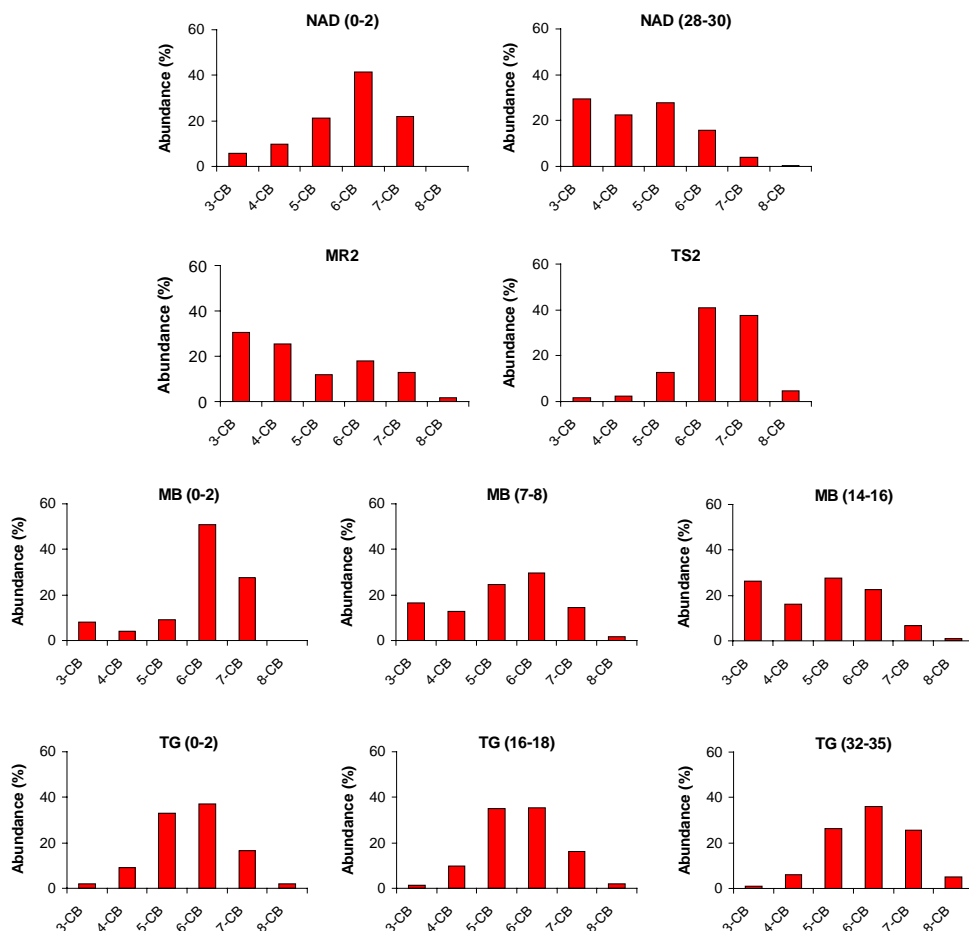 NAD (0-2)
Abundance (%)
60
40
20
0
3-CB
4-CB
5-CB
6-CB
7-CB
8-CB
NAD (28-30)
Abundance (%)
60
40
20
0
3-CB
4-CB
5-CB
6-CB
7-CB
8-CB
MR2
Abundance (%)
60
40
20
0
3-CB
4-CB
5-CB
6-CB
7-CB
8-CB
TS2
Abundance (%)
60
40
20
0
3-CB
4-CB
5-CB
6-CB
7-CB
8-CB
MB (0-2)
Abundance (%)
60
40
20
0
3-CB
4-CB
5-CB
6-CB
7-CB
8-CB
MB (7-8)
Abundance (%)
60
40
20
0
3-CB
4-CB
5-CB
6-CB
7-CB
8-CB
MB (14-16)
Abundance (%)
60
40
20
0
3-CB
4-CB
5-CB
6-CB
7-CB
8-CB
TG (0-2)
Abundance (%)
60
40
20
0
3-CB
4-CB
5-CB
6-CB
7-CB
8-CB
TG (16-18)
Abundance (%)
60
40
20
0
3-CB
4-CB
5-CB
6-CB
7-CB
8-CB
TG (32-35)
Abundance (%)
60
40
20
0
3-CB
4-CB
5-CB
6-CB
7-CB
8-CB